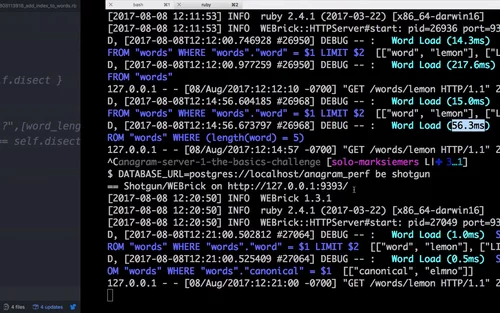 00912018_add_index_to_words.rb
bash ⌘1 ruby ⌘2
[2017-08-08 12:11:53] INFO ruby 2.4.1 (2017-03-22) [x86_64-darwin16]
[2017-08-08 12:11:53] INFO WEBrick::HTTPServer#start: pid=26936 port=93
D, [2017-08-08T12:12:00.746928 #26950] DEBUG -- : Word Load (14.3ms)
FROM "words" WHERE "words"."word" = $1 LIMIT $2 [["word", "lemon"], ["L
D, [2017-08-08T12:12:00.977259 #26950] DEBUG -- : Word Load (217.6ms)
FROM "words"
127.0.0.1 - - [08/Aug/2017:12:12:10 -0700] "GET /words/lemon HTTP/1.1"
D, [2017-08-08T12:14:56.604185 #26968] DEBUG -- : Word Load (15.0ms)
FROM "words" WHERE "words"."word" = $1 LIMIT $2 [["word", "lemon"], ["L
D, [2017-08-08T12:14:56.673797 #26968] DEBUG -- : Word Load (56.3ms)
ROM "words" WHERE (length(word) = 5)
127.0.0.1 - - [08/Aug/2017:12:14:57 -0700] "GET /words/lemon HTTP/1.1" 2
^C[anagram-server-1-the-basics-challenge [solo-marksiemers L|✚ 3…1]
$ DATABASE_URL=postgres://localhost/anagram_perf be shotgun
== Shotgun/WEBrick on http://127.0.0.1:9393/
[2017-08-08 12:20:50] INFO WEBrick 1.3.1
[2017-08-08 12:20:50] INFO ruby 2.4.1 (2017-03-22) [x86_64-darwin16]
[2017-08-08 12:20:50] INFO WEBrick::HTTPServer#start: pid=27049 port=93
D, [2017-08-08T12:21:00.502812 #27064] DEBUG -- : Word Load (1.0ms) S
ROM "words" WHERE "words"."word" = $1 LIMIT $2 [["word", "lemon"], ["L
D, [2017-08-08T12:21:00.525409 #27064] DEBUG -- : Word Load (0.5ms) S
OM "words" WHERE "words"."canonical" = $1 [["canonical", "elmno"]]
127.0.0.1 - - [08/Aug/2017:12:21:00 -0700] "GET /words/lemon HTTP/1.1" 2
f.disect }
?",[word_leng
== self.disect
4 Files 4 updates